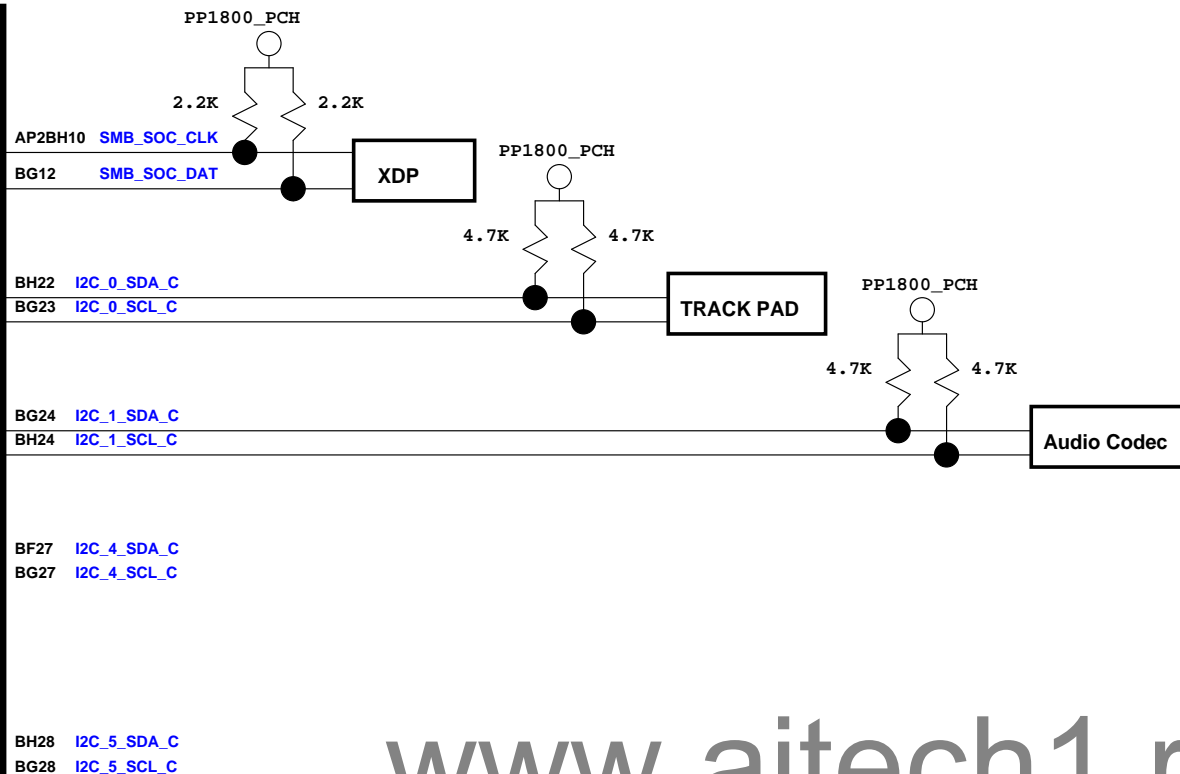 PP1800_PCH
2.2K 2.2K
AP2BH10 SMB_SOC_CLK
BG12 SMB_SOC_DAT
XDP
PP1800_PCH
4.7K 4.7K
BH22 I2C_0_SDA_C
BG23 I2C_0_SCL_C
TRACK PAD
PP1800_PCH
4.7K 4.7K
BG24 I2C_1_SDA_C
BH24 I2C_1_SCL_C
Audio Codec
BF27 I2C_4_SDA_C
BG27 I2C_4_SCL_C
BH28 I2C_5_SDA_C
BG28 I2C_5_SCL_C